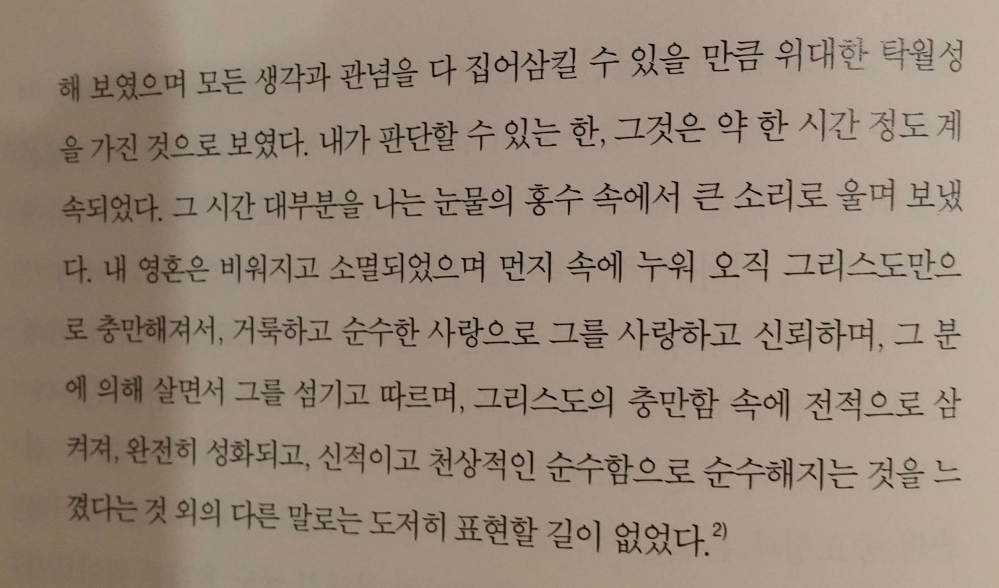 해 보였으며 모든 생각과 관념을 다 집어삼킬 수 있을 만큼 위대한 탁월성
을 가진 것으로 보였다. 내가 판단할 수 있는 한, 그것은 약 한 시간 정도 계
속되었다. 그 시간 대부분을 나는 눈물의 홍수 속에서 큰 소리로 울며 보냈
다. 내 영혼은 비워지고 소멸되었으며 먼지 속에 누워 오직 그리스도만으
로 충만해져서, 거룩하고 순수한 사랑으로 그를 사랑하고 신뢰하며, 그 분
에 의해 살면서 그를 섬기고 따르며, 그리스도의 충만함 속에 전적으로 삼
켜져, 완전히 성화되고, 신적이고 천상적인 순수함으로 순수해지는 것을 느
꼈다는 것 외의 다른 말로는 도저히 표현할 길이 없었다.2)